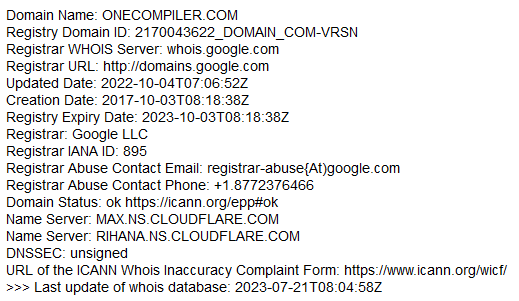 Domain Name: ONECOMPILER.COM
Registry Domain ID: 2170043622_DOMAIN_COM-VRSN
Registrar WHOIS Server: whois.google.com
Registrar URL: http://domains.google.com
Updated Date: 2022-10-04T07:06:52Z
Creation Date: 2017-10-03T08:18:38Z
Registry Expiry Date: 2023-10-03T08:18:38Z
Registrar: Google LLC
Registrar IANA ID: 895
Registrar Abuse Contact Email: registrar-abuse{At)google.com
Registrar Abuse Contact Phone: +1.8772376466
Domain Status: ok https://icann.org/epp#ok
Name Server: MAX.NS.CLOUDFLARE.COM
Name Server: RIHANA.NS.CLOUDFLARE.COM
DNSSEC: unsigned
URL of the ICANN Whois Inaccuracy Complaint Form: https://www.icann.org/wicf/
>>> Last update of whois database: 2023-07-21T08:04:58Z